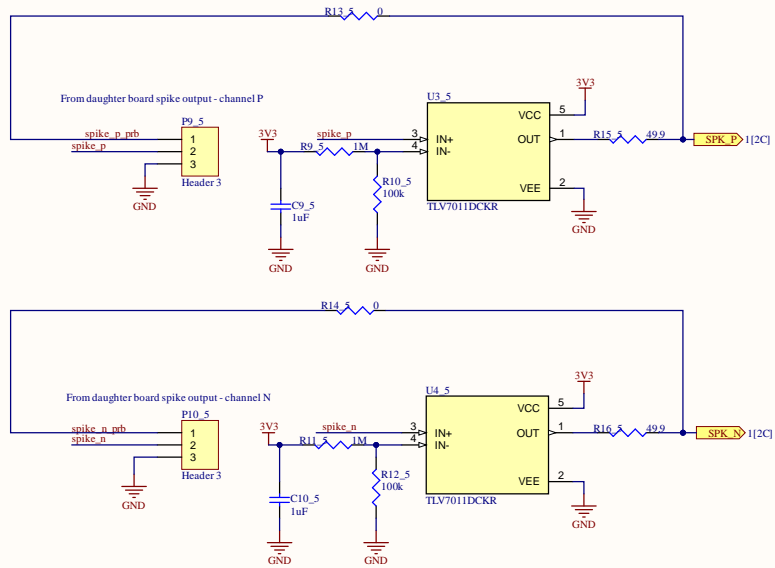 R13_5 0
From daughter board spike output - channel P
U3_5
3V3
P9_5
VCC 5
spike_p_prb
1
3V3
spike_p
3
IN+
OUT
1
R15_5 49.9
SPK_P
1[2C]
spike_p
2
R9_5 1M
4
IN-
3
Header 3
R10_5
100k
VEE
2
GND
C9_5
1uF
TLV7011DCKR
GND
GND
GND
R14_5 0
From daughter board spike output - channel N
U4_5
3V3
P10_5
VCC 5
spike_n_prb
1
3V3
spike_n
3
IN+
OUT
1
R16_5 49.9
SPK_N
1[2C]
spike_n
2
R11_5 1M
4
IN-
3
Header 3
R12_5
100k
VEE
2
GND
C10_5
1uF
TLV7011DCKR
GND
GND
GND